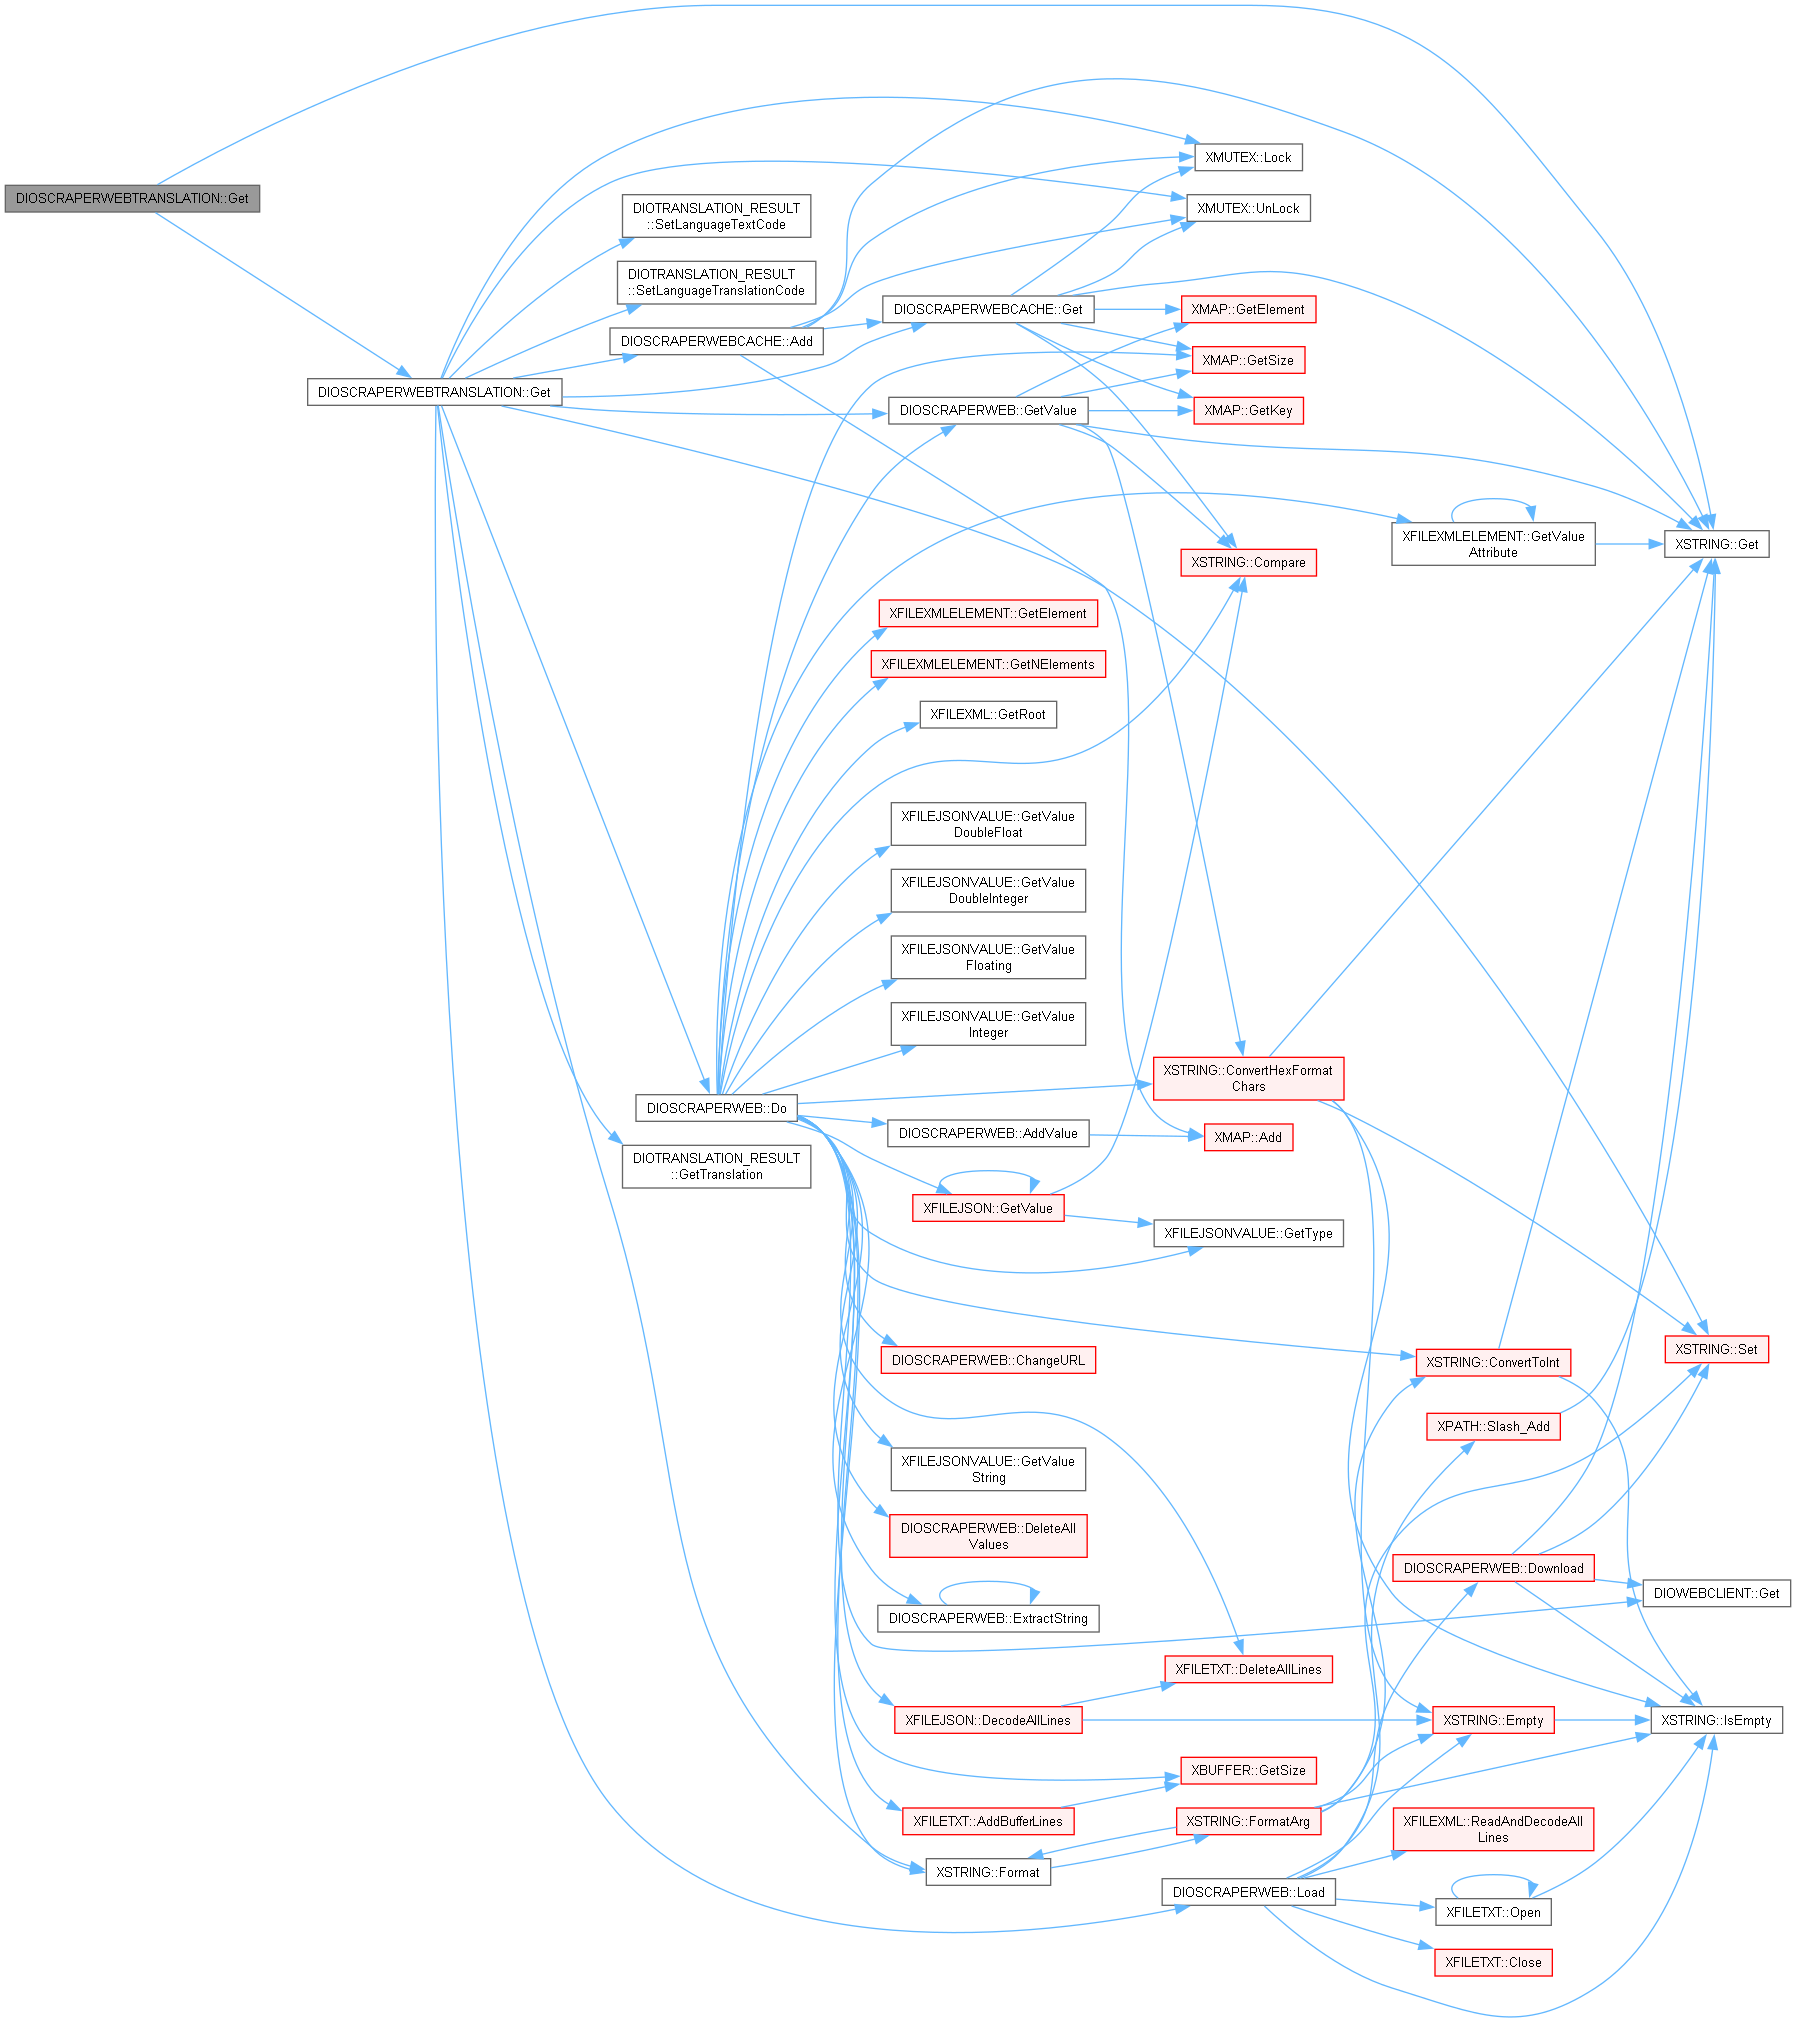 DIOSCRAPERWEBTRANSLATION::Get
DIOSCRAPERWEBTRANSLATION::Get
DIOTRANSLATION_RESULT
::SetLanguageTextCode
DIOTRANSLATION_RESULT
::SetLanguageTranslationCode
DIOSCRAPERWEBCACHE::Add
DIOSCRAPERWEB::Do
DIOTRANSLATION_RESULT
::GetTranslation
DIOSCRAPERWEBCACHE::Get
DIOSCRAPERWEB::GetValue
XFILEXMLELEMENT::GetElement
XFILEXMLELEMENT::GetNElements
XFILEXML::GetRoot
XFILEJSONVALUE::GetValue
DoubleFloat
XFILEJSONVALUE::GetValue
DoubleInteger
XFILEJSONVALUE::GetValue
Floating
XFILEJSONVALUE::GetValue
Integer
DIOSCRAPERWEB::AddValue
XFILEJSON::GetValue
DIOSCRAPERWEB::ChangeURL
XFILEJSONVALUE::GetValue
String
DIOSCRAPERWEB::DeleteAll
Values
DIOSCRAPERWEB::ExtractString
XFILEJSON::DecodeAllLines
XFILETXT::AddBufferLines
XSTRING::Format
XMUTEX::Lock
XMUTEX::UnLock
XMAP::GetElement
XMAP::GetSize
XMAP::GetKey
XSTRING::Compare
XSTRING::ConvertHexFormat
Chars
XMAP::Add
XFILEJSONVALUE::GetType
XFILETXT::DeleteAllLines
XBUFFER::GetSize
XSTRING::FormatArg
DIOSCRAPERWEB::Load
XFILEXMLELEMENT::GetValue
Attribute
XSTRING::ConvertToInt
XPATH::Slash_Add
DIOSCRAPERWEB::Download
XSTRING::Empty
XFILEXML::ReadAndDecodeAll
Lines
XFILETXT::Open
XFILETXT::Close
XSTRING::Get
XSTRING::Set
DIOWEBCLIENT::Get
XSTRING::IsEmpty